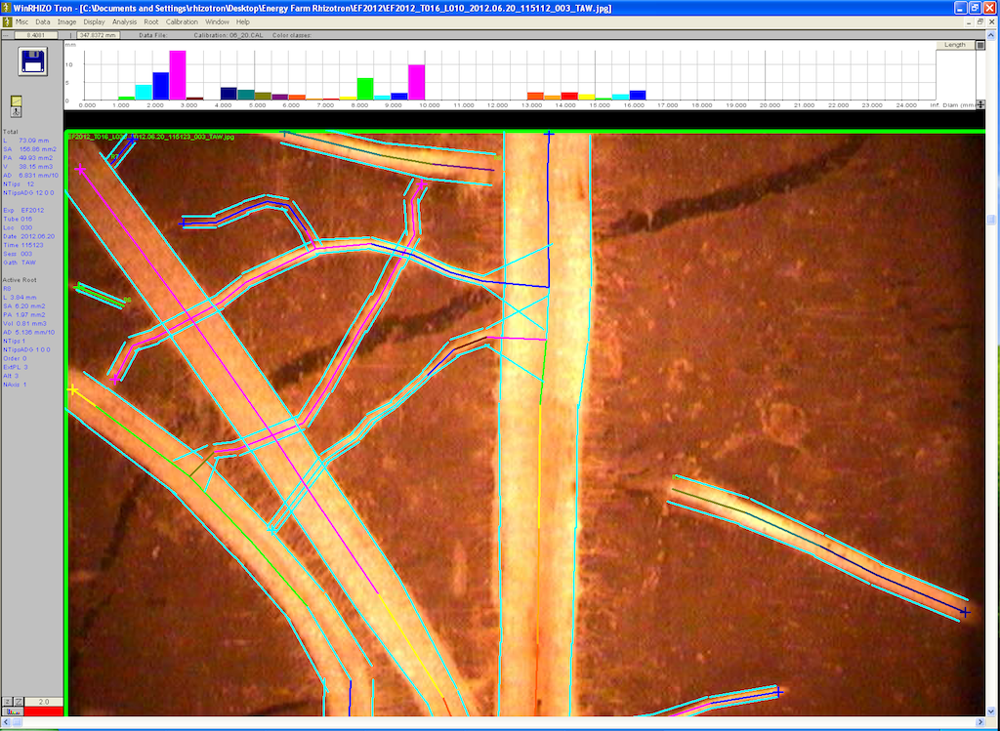 WinRHIZO Tron - [C:\Documents and Settings\rhizotron\Desktop\Energy Farm Rhizotron\EF2012\EF2012_T016_L010_2012.06.20_115112_003_TAW.jpg]
Misc Data Image Display Analysis Root Calibration Window Help
8.4081 347.0372 mm Data File: Calibration: 06_20.CAL Color classes:
mm Length
10
5
0
0.000 1.000 2.000 3.000 4.000 5.000 6.000 7.000 8.000 9.000 10.000 11.000 12.000 13.000 14.000 15.000 16.000 17.000 18.000 19.000 20.000 21.000 22.000 23.000 24.000 Inf. Diam (mm
Total
L 73.09 mm
SA 156.86 mm2
PA 49.93 mm2
V 38.15 mm3
AD 6.831 mm/10
NTips 12
NTipsADG 12 0 0
Exp EF2012
Tube 016
Loc 030
Date 2012.06.20
Time 115123
Sess 003
Oath TAW
Active Root
R8
L 3.84 mm
SA 6.20 mm2
PA 1.97 mm2
Vol 0.81 mm3
AD 5.136 mm/10
NTips 1
NTipsADG 1 0 0
Order 0
ExtPL 3
Alt 3
NAxis 1
R7
R6
2.0